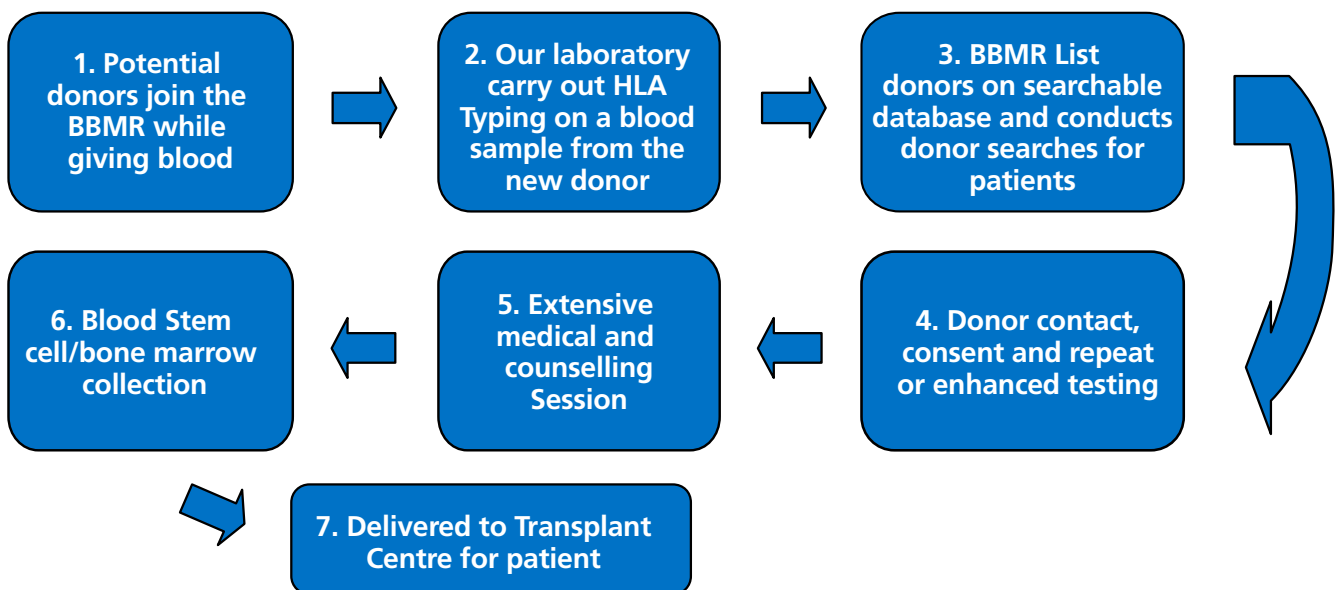 1. Potential
donors join the
BBMR while
giving blood
2. Our laboratory
carry out HLA
Typing on a blood
sample from the
new donor
3. BBMR List
donors on searchable
database and conducts
donor searches for
patients
4. Donor contact,
consent and repeat
or enhanced testing
5. Extensive
medical and
counselling
Session
6. Blood Stem
cell/bone marrow
collection
7. Delivered to Transplant
Centre for patient